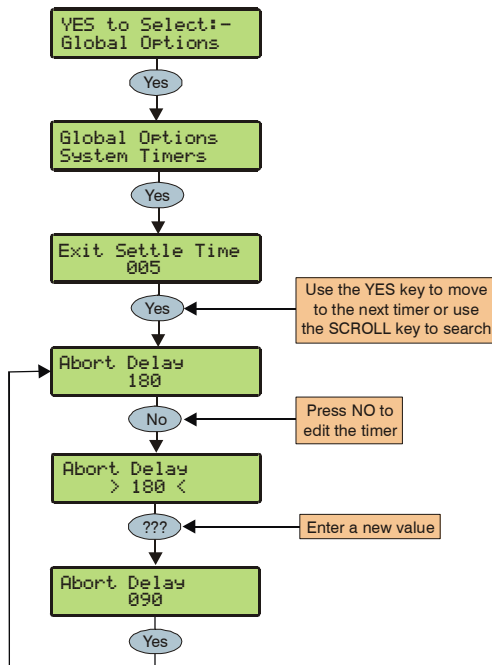 YES to Select:-
Global Options
Yes
Global Options
System Timers
Yes
Exit Settle Time
005
Yes
Use the YES key to move
to the next timer or use
the SCROLL key to search
Abort Delay
180
No
Press NO to
edit the timer
Abort Delay
> 180 <
???
Enter a new value
Abort Delay
090
Yes